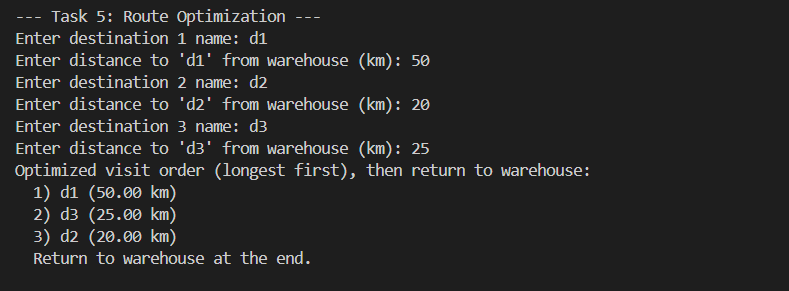 --- Task 5: Route Optimization ---
Enter destination 1 name: d1
Enter distance to 'd1' from warehouse (km): 50
Enter destination 2 name: d2
Enter distance to 'd2' from warehouse (km): 20
Enter destination 3 name: d3
Enter distance to 'd3' from warehouse (km): 25
Optimized visit order (longest first), then return to warehouse:
  1) d1 (50.00 km)
  2) d3 (25.00 km)
  3) d2 (20.00 km)
  Return to warehouse at the end.